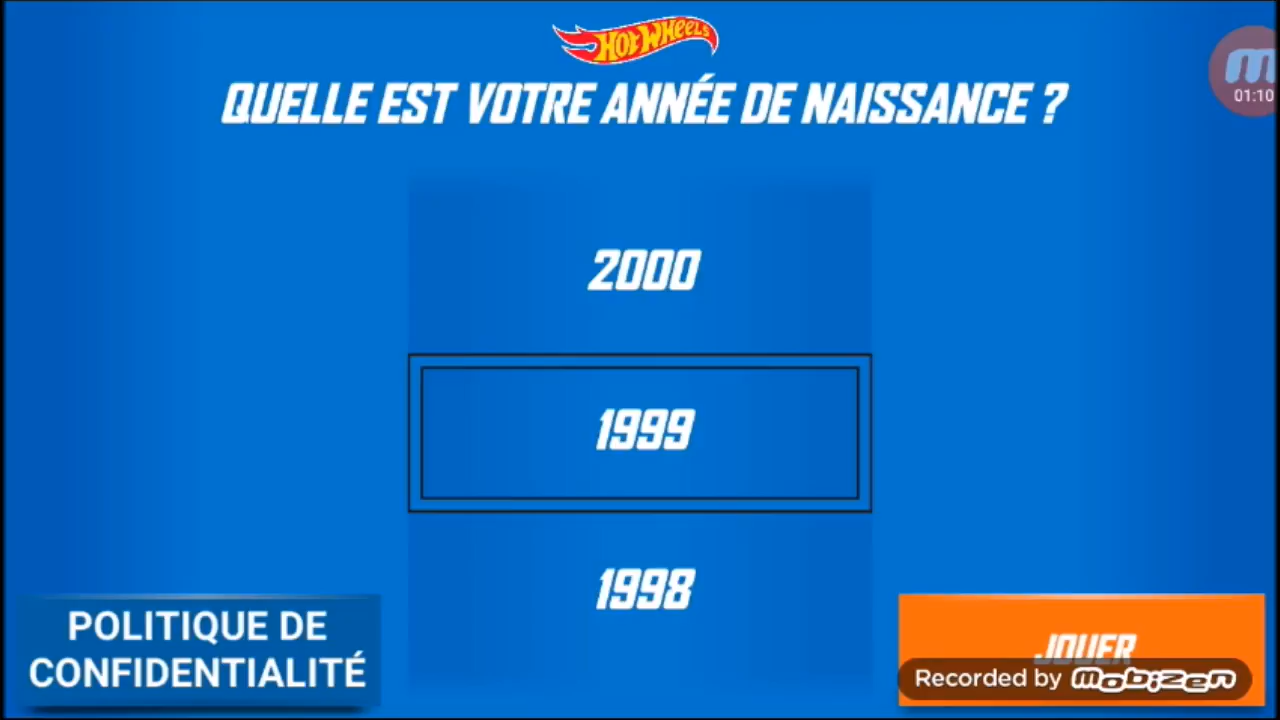 HOT WHEELS
QUELLE EST VOTRE ANNÉE DE NAISSANCE ?
01:10
2000
1999
1998
POLITIQUE DE
CONFIDENTIALITÉ
JOUER
Recorded by mobizen